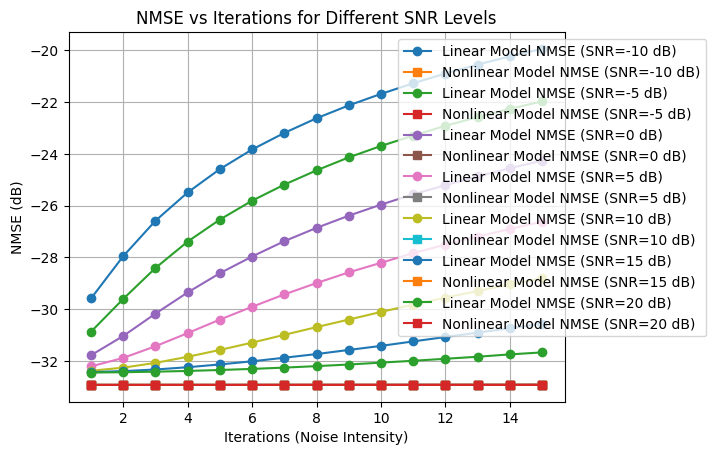 NMSE vs Iterations for Different SNR Levels
−20
−22
−24
−26
−28
−30
−32
NMSE (dB)
Linear Model NMSE (SNR=-10 dB)
Nonlinear Model NMSE (SNR=-10 dB)
Linear Model NMSE (SNR=-5 dB)
Nonlinear Model NMSE (SNR=-5 dB)
Linear Model NMSE (SNR=0 dB)
Nonlinear Model NMSE (SNR=0 dB)
Linear Model NMSE (SNR=5 dB)
Nonlinear Model NMSE (SNR=5 dB)
Linear Model NMSE (SNR=10 dB)
Nonlinear Model NMSE (SNR=10 dB)
Linear Model NMSE (SNR=15 dB)
Nonlinear Model NMSE (SNR=15 dB)
Linear Model NMSE (SNR=20 dB)
Nonlinear Model NMSE (SNR=20 dB)
2 4 6 8 10 12 14
Iterations (Noise Intensity)